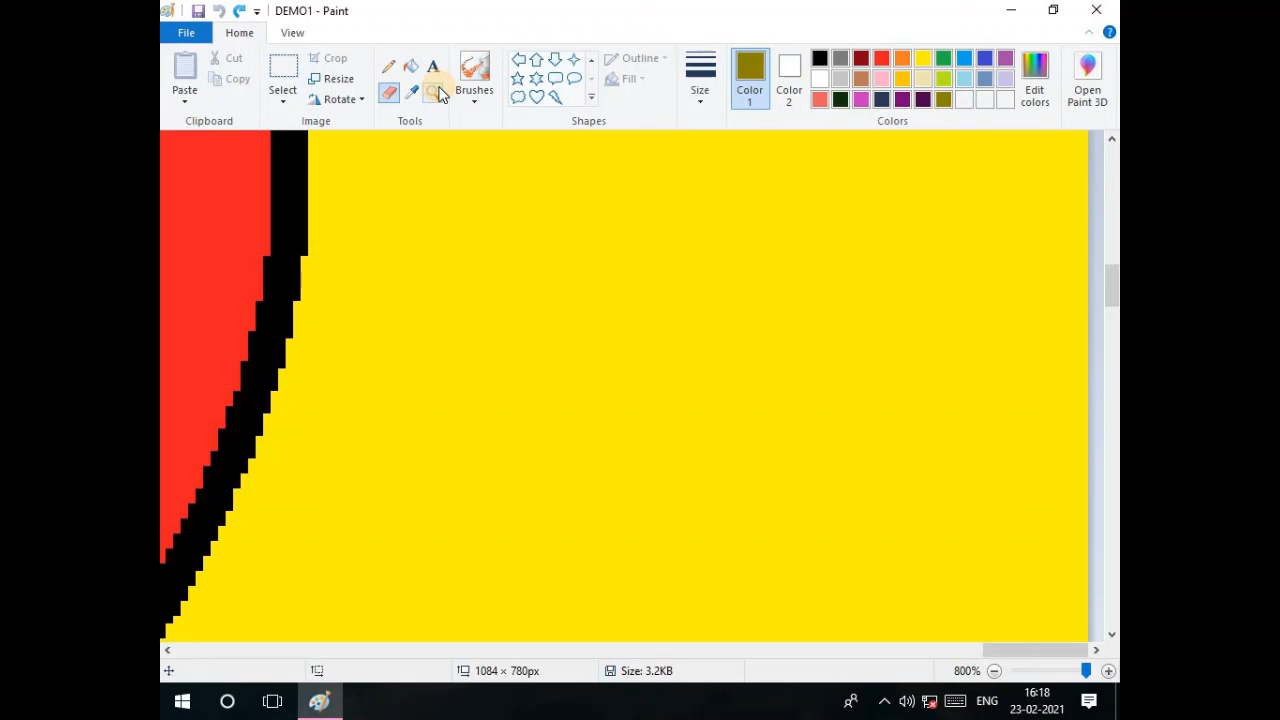 DEMO1 - Paint
File Home View
Paste
Cut
Copy
Clipboard
Select
Crop
Resize
Rotate
Image
A
Tools
Brushes
Outline
Fill
Shapes
Size
Color 1
Color 2
Edit colors
Colors
Open Paint 3D
1084 × 780px
Size: 3.2KB
800%
ENG
16:18
23-02-2021